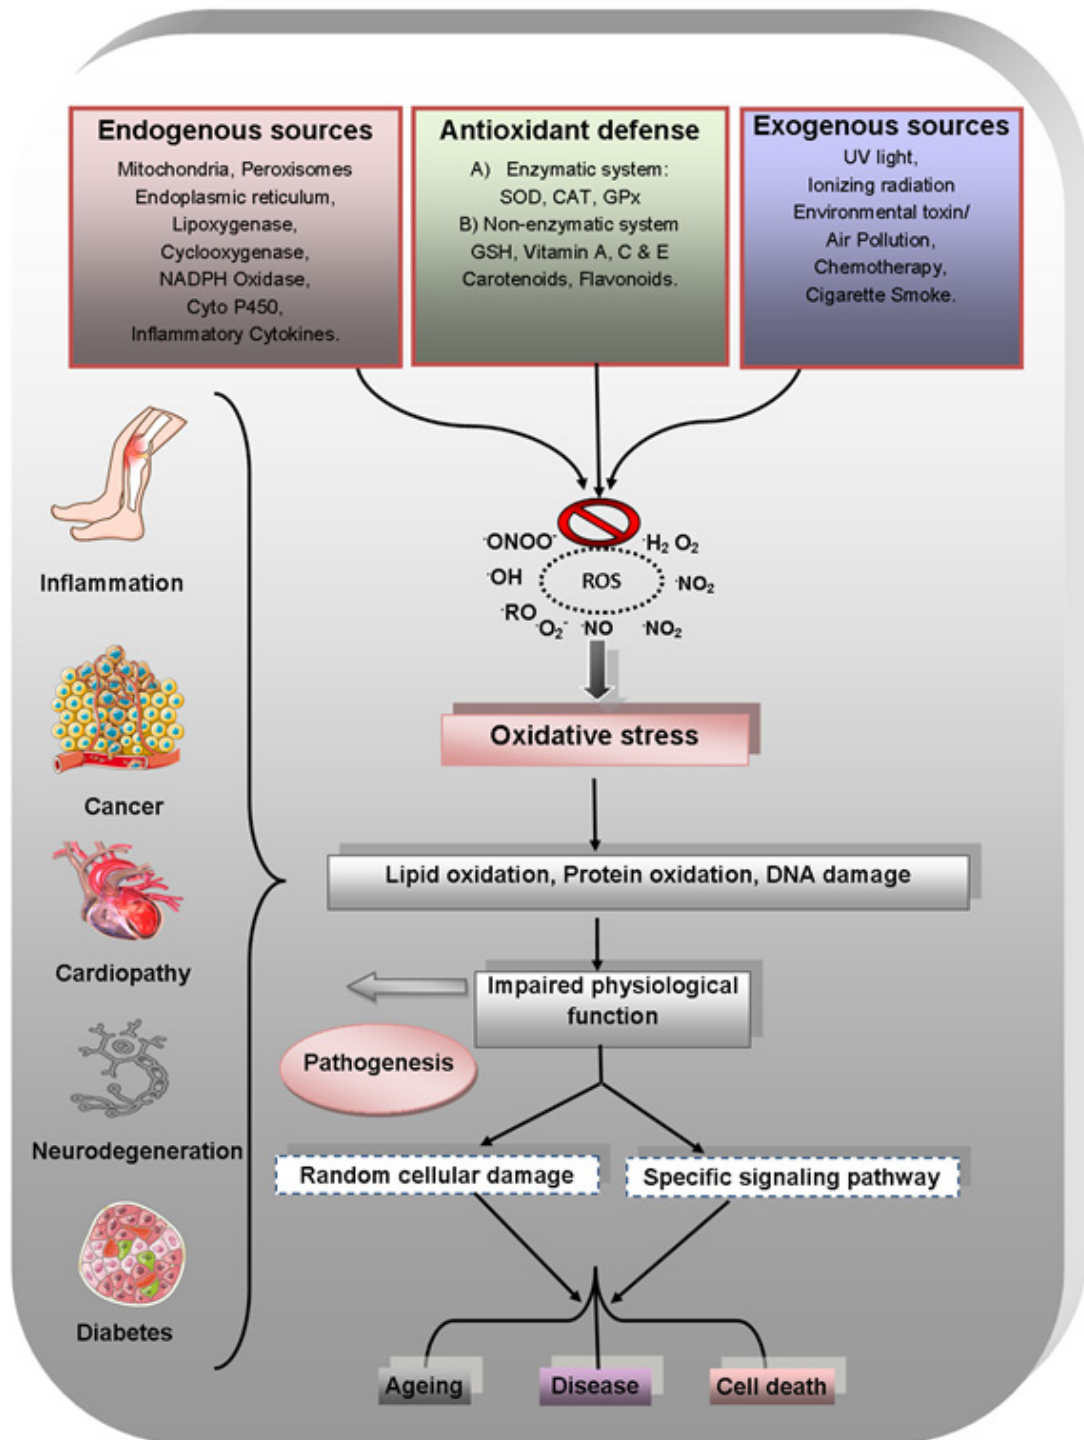 Endogenous sources
Mitochondria, Peroxisomes
Endoplasmic reticulum,
Lipoxygenase,
Cyclooxygenase,
NADPH Oxidase,
Cyto P450,
Inflammatory Cytokines.
Antioxidant defense
A) Enzymatic system:
SOD, CAT, GPx
B) Non-enzymatic system
GSH, Vitamin A, C & E
Carotenoids, Flavonoids.
Exogenous sources
UV light,
Ionizing radiation
Environmental toxin/
Air Pollution,
Chemotherapy,
Cigarette Smoke.
Inflammation
Cancer
Cardiopathy
Neurodegeneration
Diabetes
·ONOO⁻
·H₂ O₂
·OH
ROS
·NO₂
·RO
·O₂⁻
·NO
·NO₂
Oxidative stress
Lipid oxidation, Protein oxidation, DNA damage
Impaired physiological
function
Pathogenesis
Random cellular damage
Specific signaling pathway
Ageing
Disease
Cell death